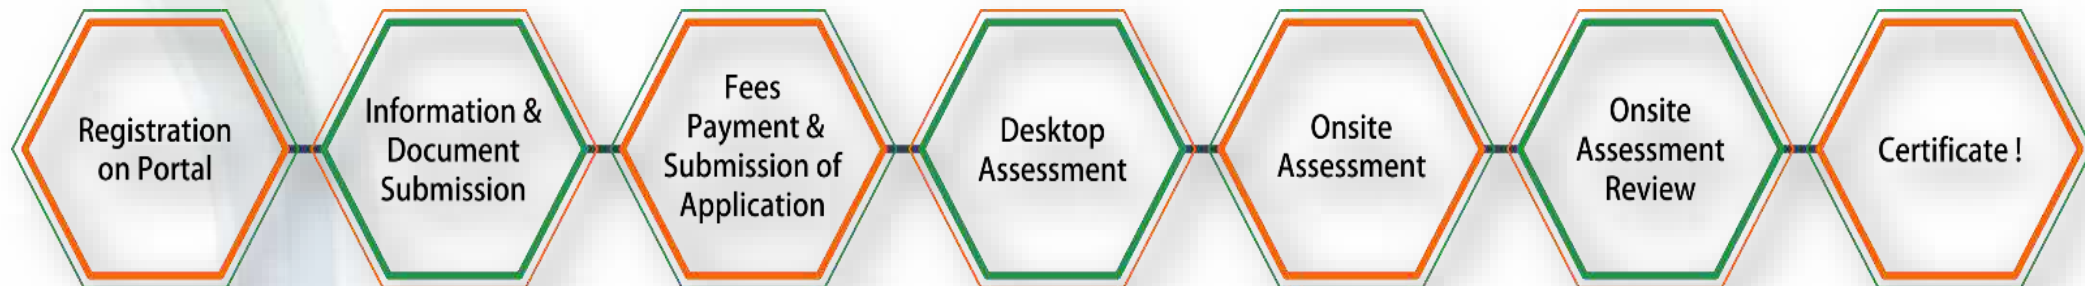 Registration
on Portal
Information &
Document
Submission
Fees
Payment &
Submission of
Application
Desktop
Assessment
Onsite
Assessment
Onsite
Assessment
Review
Certificate !